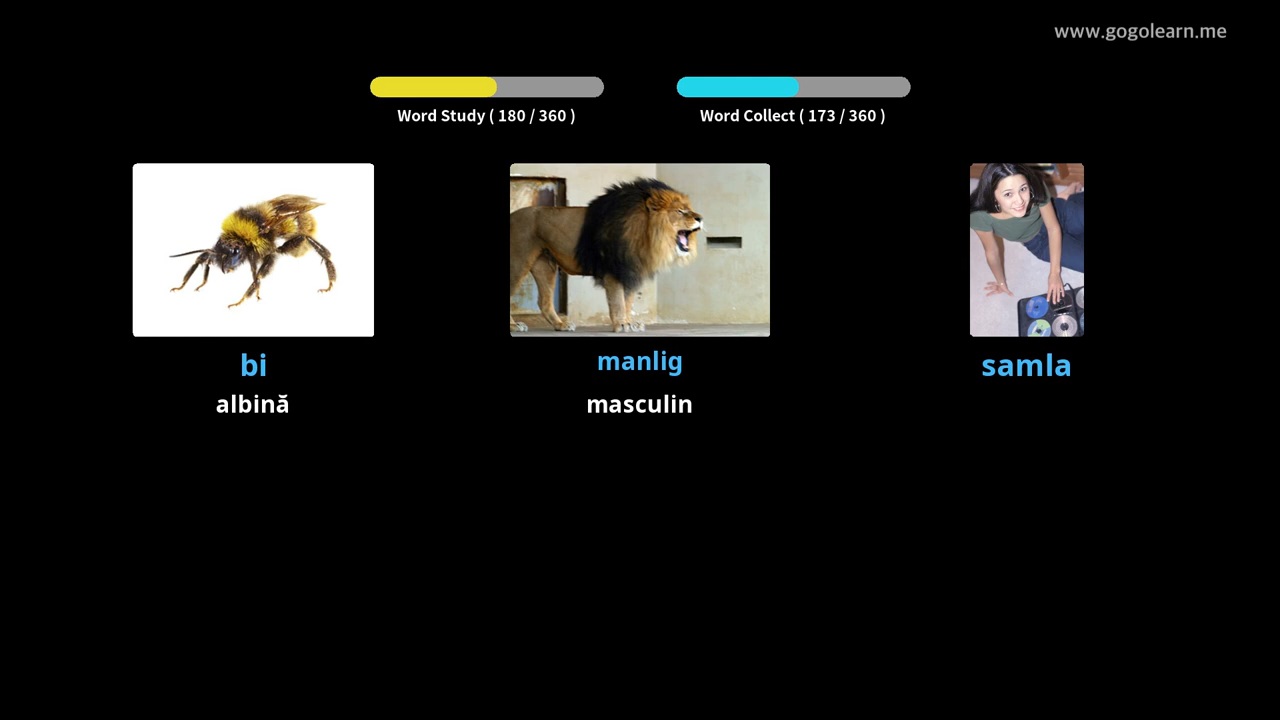 www.gogolearn.me
Word Study ( 180 / 360 )
Word Collect ( 173 / 360 )
bi
manlig
samla
albină
masculin